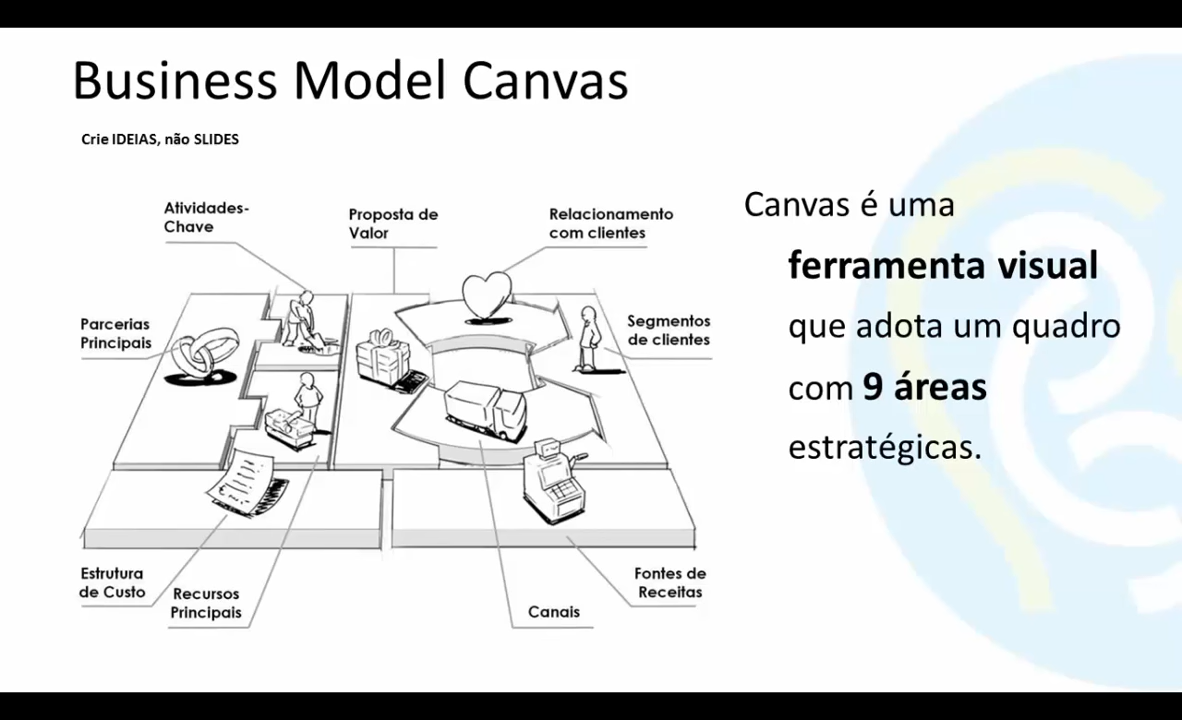 Business Model Canvas
Crie IDEIAS, não SLIDES
Atividades-
Chave
Proposta de
Valor
Relacionamento
com clientes
Parcerias
Principais
Segmentos
de clientes
Estrutura
de Custo
Recursos
Principais
Canais
Fontes de
Receitas
Canvas é uma
ferramenta visual
que adota um quadro
com 9 áreas
estratégicas.